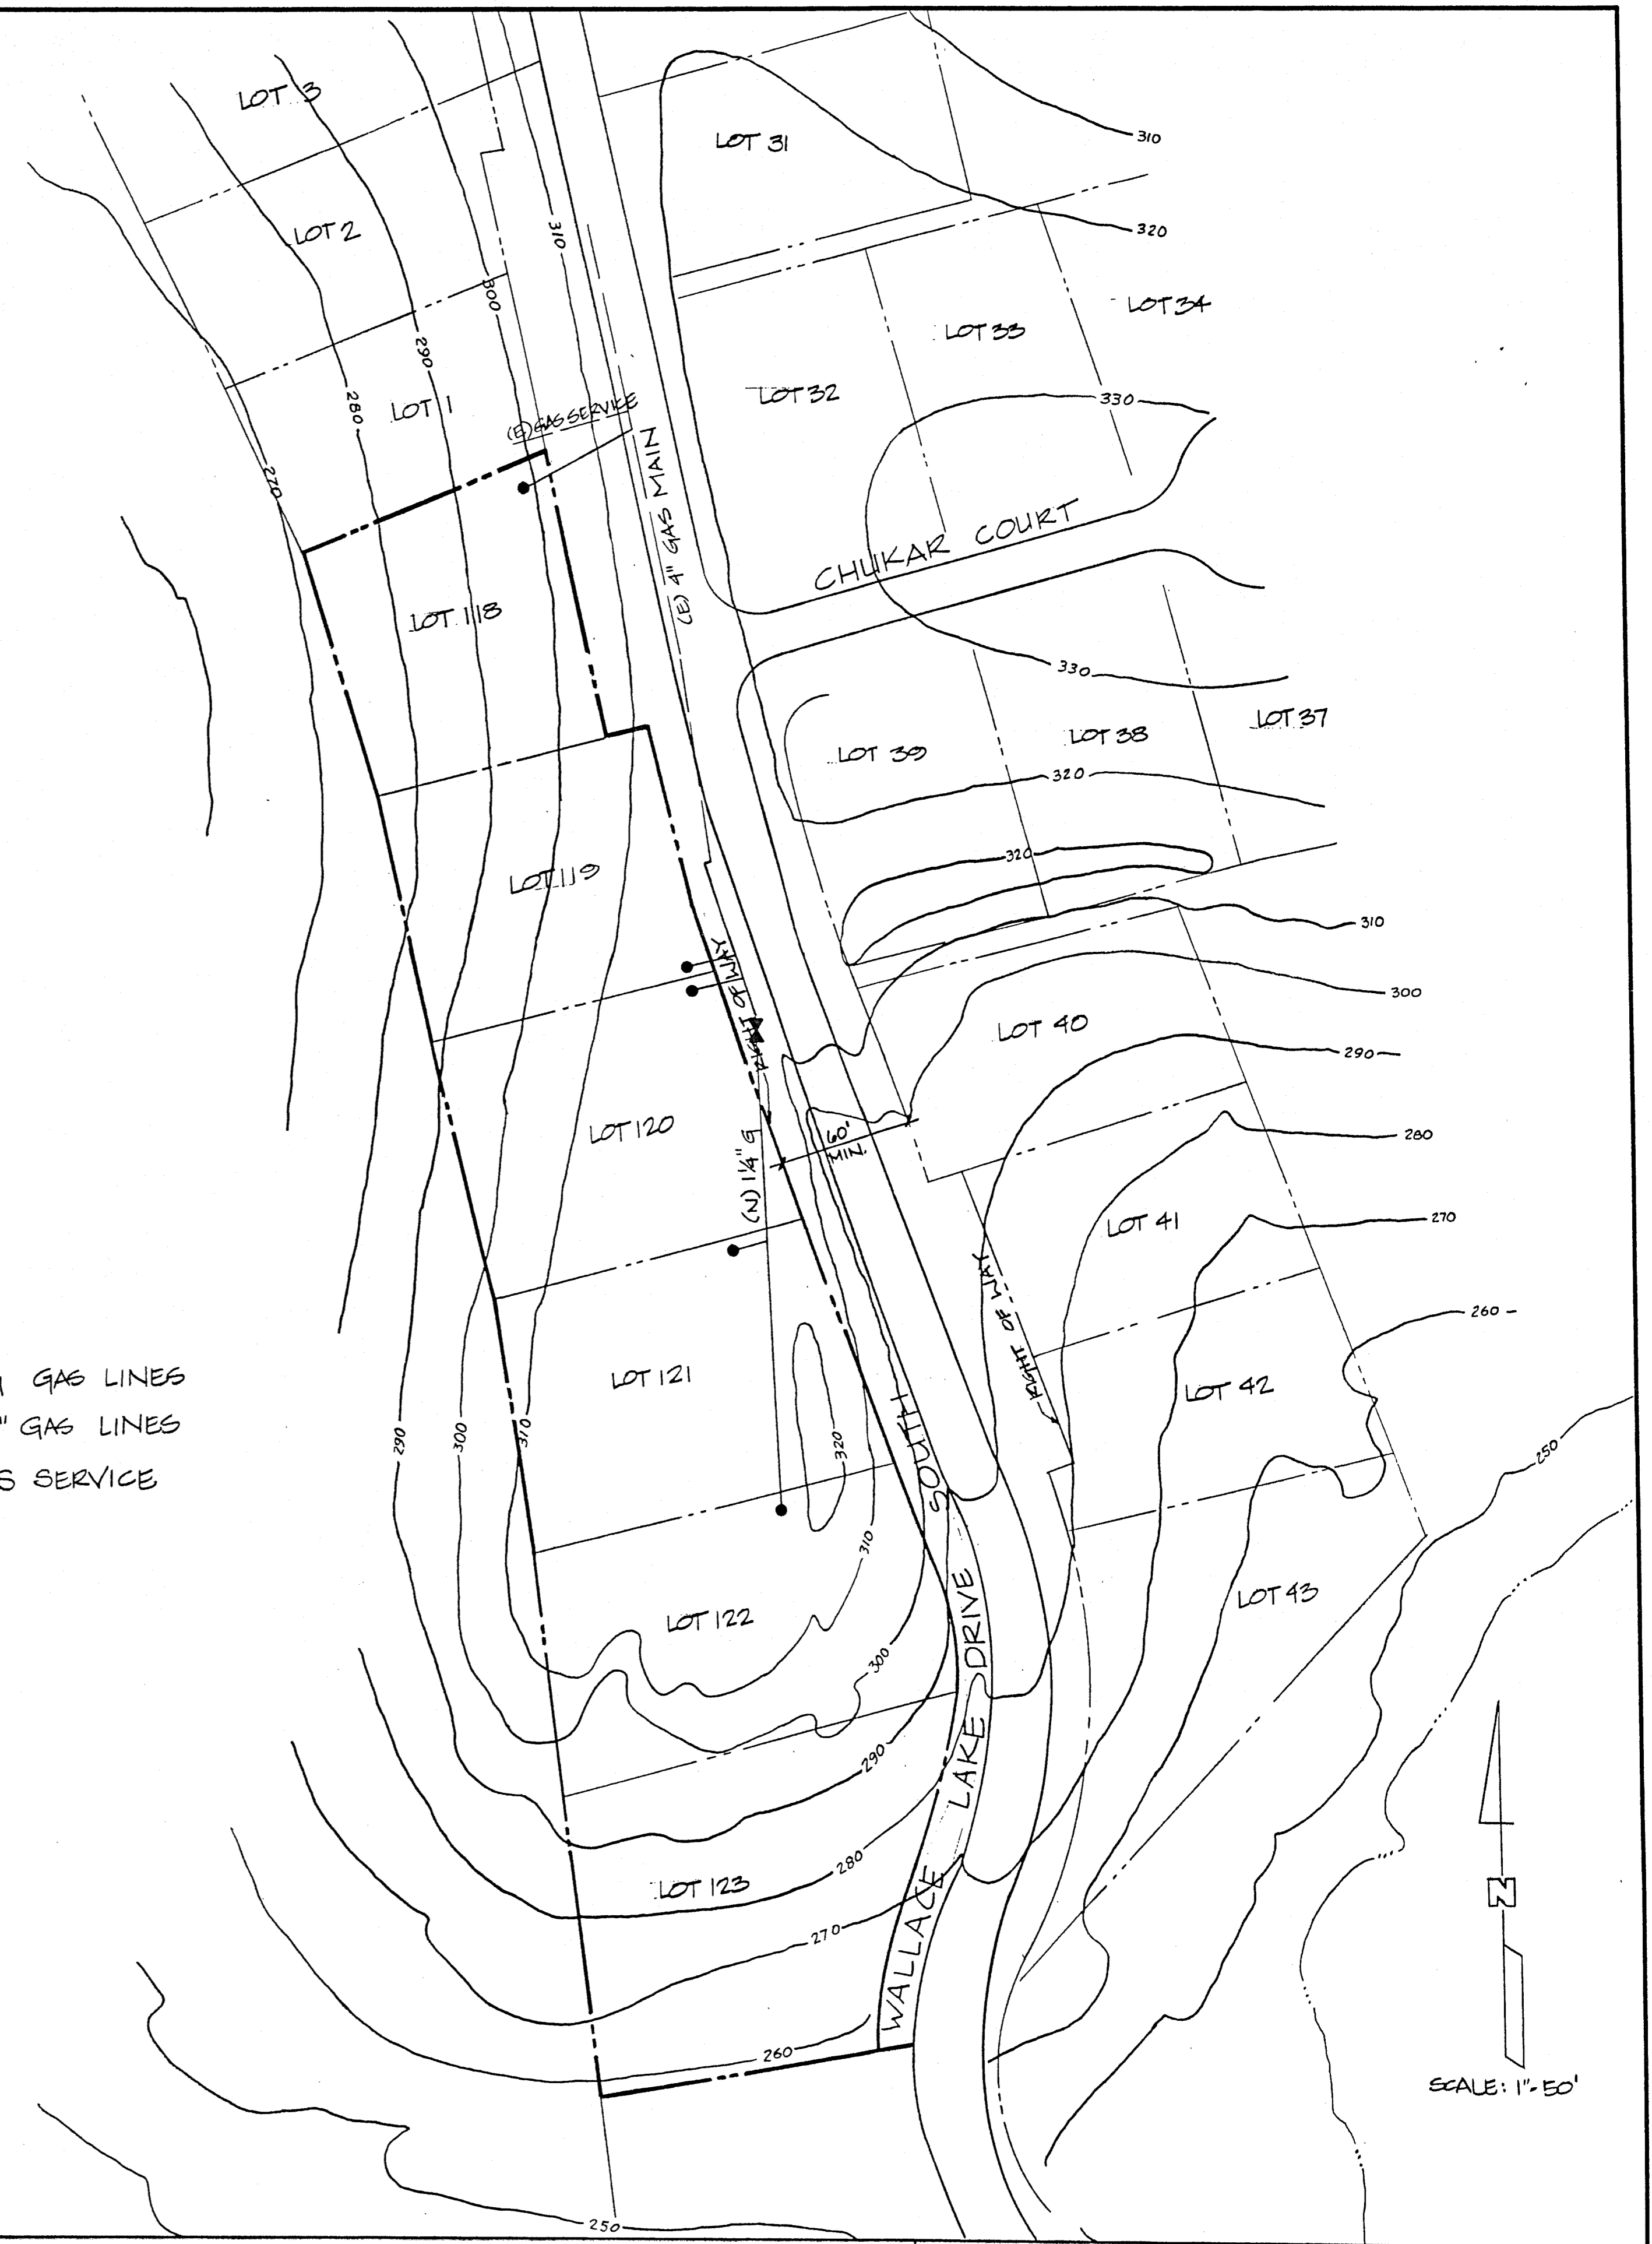 LOT 3
310
LOT 31
LOT 2
310
320
300
LOT 34
LOT 33
290
280
LOT 32
330
LOT 1
(E) GAS SERVICE
(E) 4" GAS MAIN
270
CHUKAR COURT
LOT 118
330
LOT 37
LOT 38
LOT 39
320
320
LOT 119
310
RIGHT OF WAY
300
LOT 40
290
LOT 120
280
60'
MIN.
(N) 1¼" G
LOT 41
270
RIGHT OF WAY
260
GAS LINES
LOT 121
LOT 42
" GAS LINES
290
300
310
320
250
S SERVICE
310
LOT 43
LOT 122
300
290
WALLACE LAKE DRIVE SOUTH
280
LOT 123
N
270
260
SCALE: 1"=50'
250